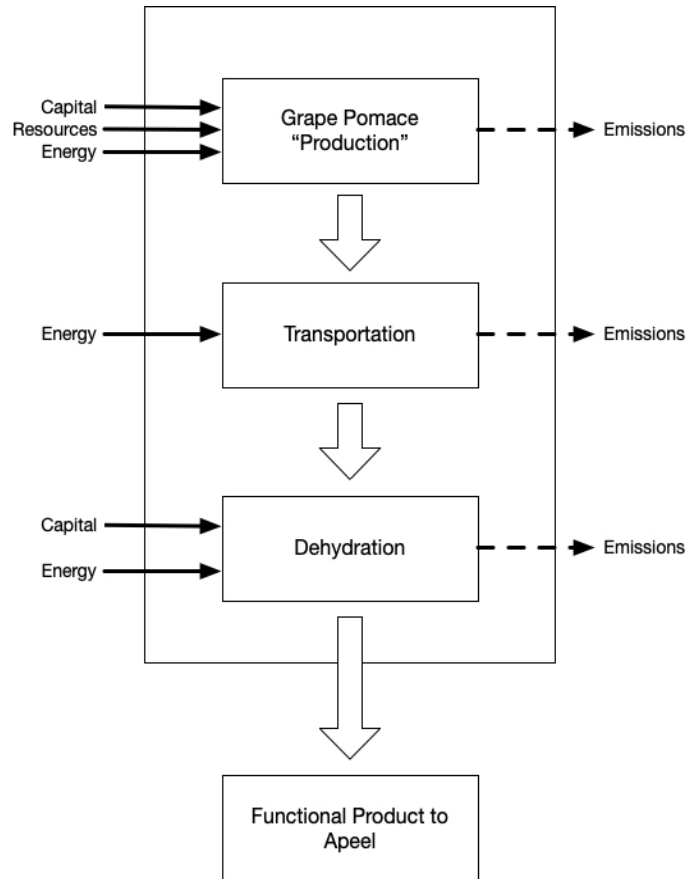 Capital
Resources
Energy
Grape Pomace
“Production”
Emissions
Energy
Transportation
Emissions
Capital
Energy
Dehydration
Emissions
Functional Product to
Apeel